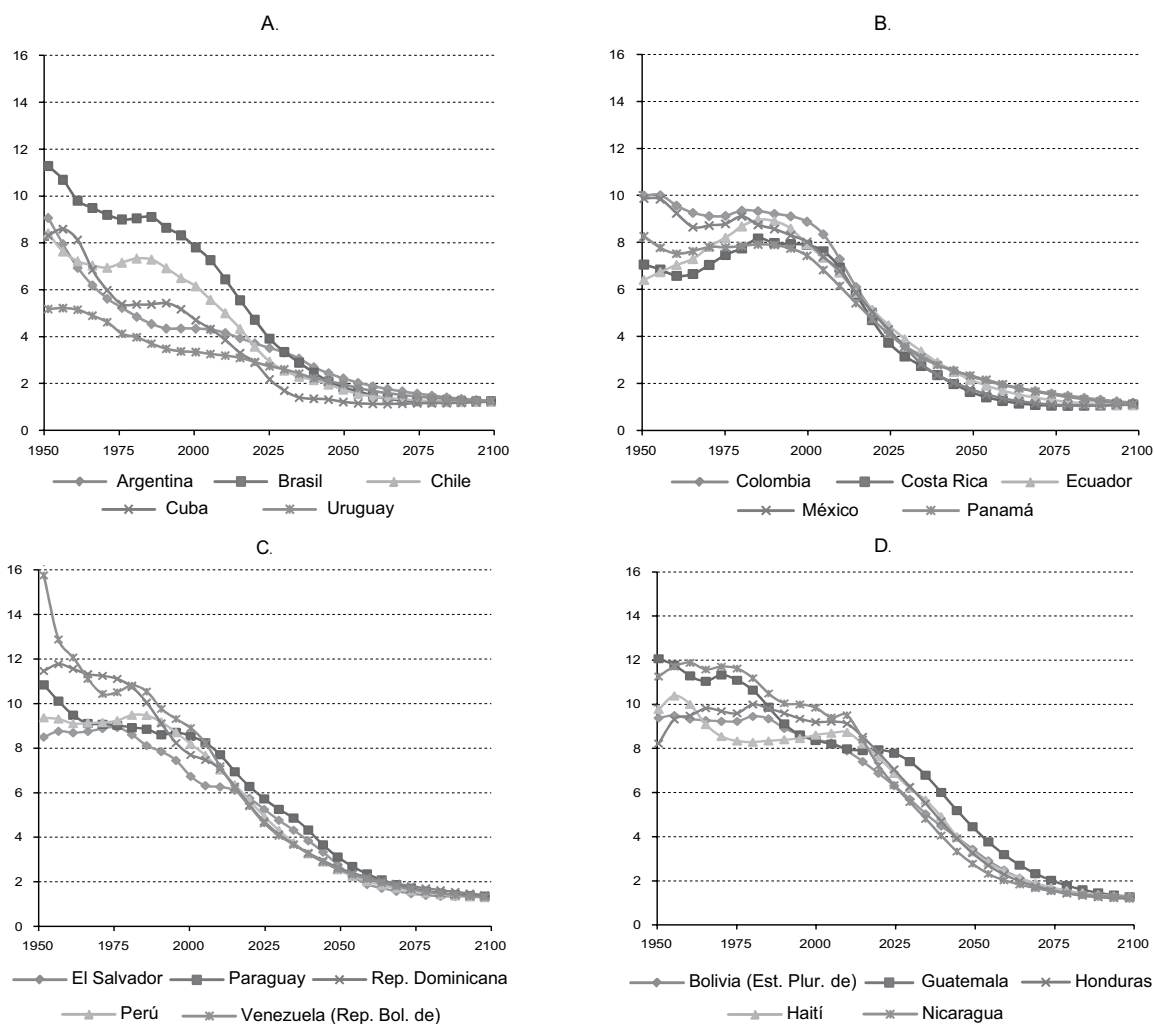 A.
16
14
12
10
8
6
4
2
0
1950 1975 2000 2025 2050 2075 2100
Argentina Brasil Chile
Cuba Uruguay
B.
16
14
12
10
8
6
4
2
0
1950 1975 2000 2025 2050 2075 2100
Colombia Costa Rica Ecuador
México Panamá
C.
16
14
12
10
8
6
4
2
0
1950 1975 2000 2025 2050 2075 2100
El Salvador Paraguay Rep. Dominicana
Perú Venezuela (Rep. Bol. de)
D.
16
14
12
10
8
6
4
2
0
1950 1975 2000 2025 2050 2075 2100
Bolivia (Est. Plur. de) Guatemala Honduras
Haití Nicaragua